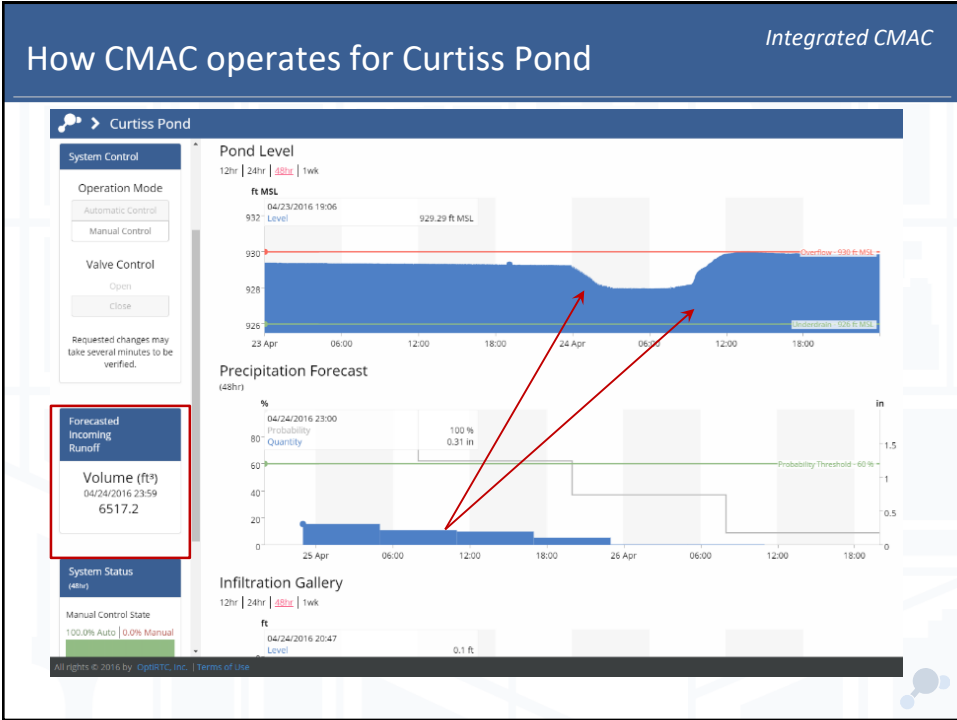 Integrated CMAC
How CMAC operates for Curtiss Pond
Curtiss Pond
System Control
Operation Mode
Automatic Control
Manual Control
Valve Control
Open
Close
Requested changes may
take several minutes to be
verified.
Forecasted
Incoming
Runoff
Volume (ft³)
04/24/2016 23:59
6517.2
System Status
(48hr)
Manual Control State
100.0% Auto | 0.0% Manual
Pond Level
12hr | 24hr | 48hr | 1wk
ft MSL
04/23/2016 19:06
Level 929.29 ft MSL
932
930
Overflow - 930 ft MSL
928
926
Underdrain - 926 ft MSL
23 Apr 06:00 12:00 18:00 24 Apr 06:00 12:00 18:00
Precipitation Forecast
(48hr)
% in
04/24/2016 23:00
Probability 100 %
Quantity 0.31 in
80 1.5
60 Probability Threshold - 60 %
1
40
0.5
20
0 0
25 Apr 06:00 12:00 18:00 26 Apr 06:00 12:00 18:00
Infiltration Gallery
12hr | 24hr | 48hr | 1wk
ft
04/24/2016 20:47
Level 0.1 ft
All rights © 2016 by OptiRTC, Inc. | Terms of Use